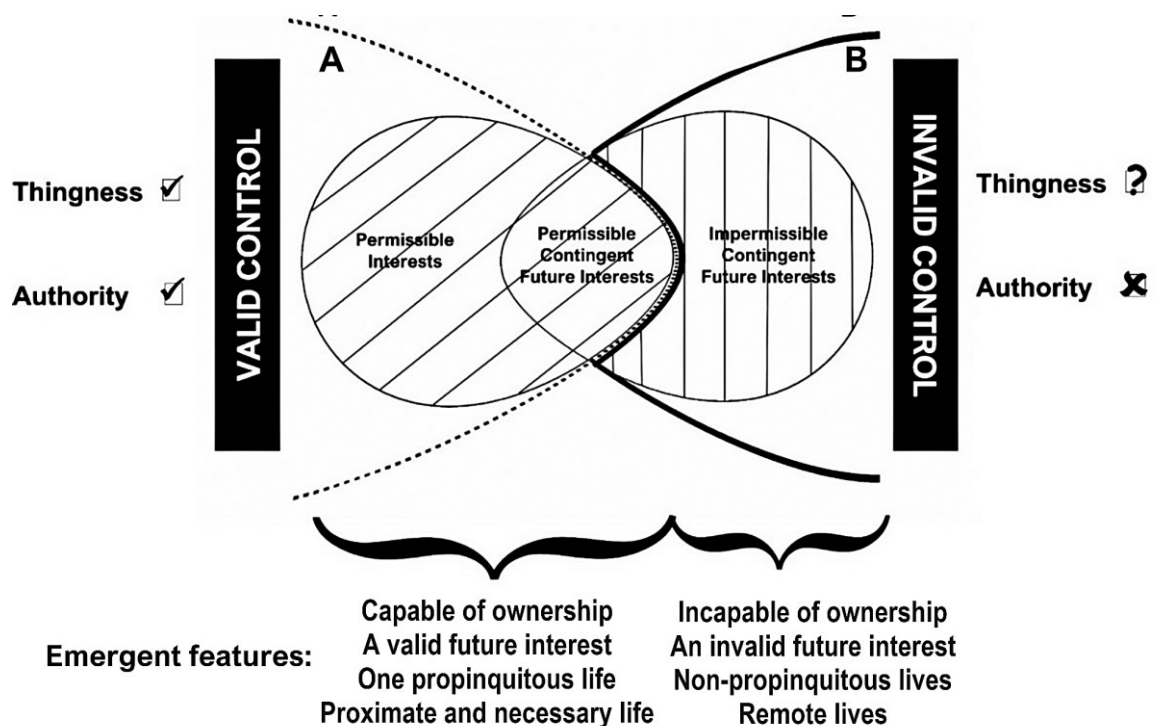 A
B
VALID CONTROL
INVALID CONTROL
Thingness
Authority
Permissible
Interests
Permissible
Contingent
Future Interests
Impermissible
Contingent
Future Interests
Thingness ?
Authority
Emergent features:
Capable of ownership
A valid future interest
One propinquitous life
Proximate and necessary life
Incapable of ownership
An invalid future interest
Non-propinquitous lives
Remote lives